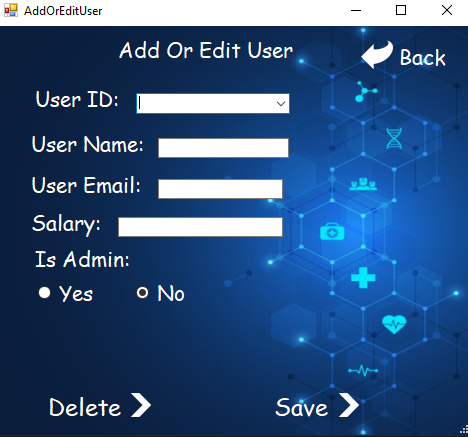 AddOrEditUser
Add Or Edit User
Back
User ID:
User Name:
User Email:
Salary:
Is Admin:
Yes No
Delete Save